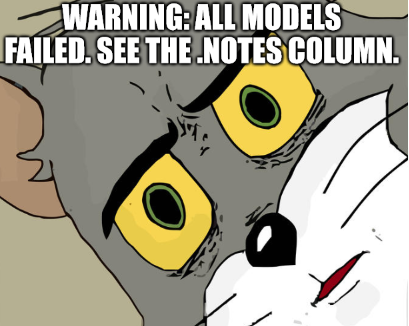 WARNING: ALL MODELS
FAILED. SEE THE .NOTES COLUMN.